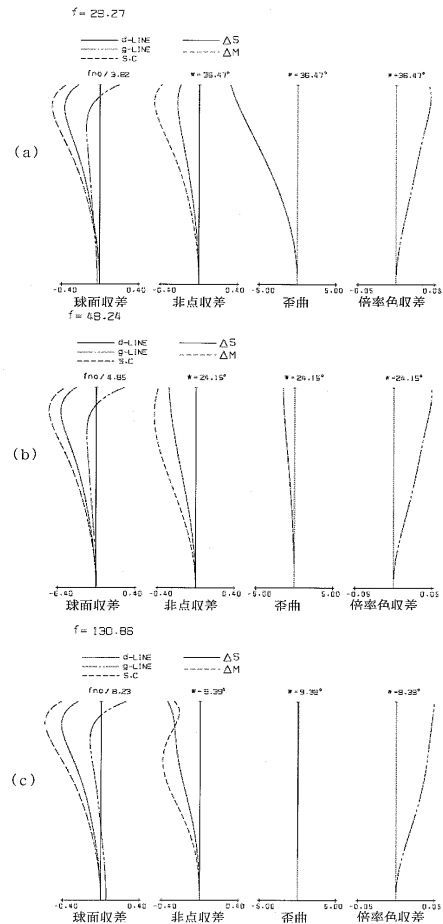 f = 29.27
d-LINE
g-LINE
S.C
ΔS
ΔM
fno/3.82
w=36.47°
w=36.47°
w=36.47°
(a)
-0.40 0.40
-0.40 0.40
-5.00 5.00
-0.05 0.05
球面収差
非点収差
歪曲
倍率色収差
f = 48.24
d-LINE
g-LINE
S.C
ΔS
ΔM
fno/4.85
w=24.15°
w=24.15°
w=24.15°
(b)
-0.40 0.40
-0.40 0.40
-5.00 5.00
-0.05 0.05
球面収差
非点収差
歪曲
倍率色収差
f = 130.86
d-LINE
g-LINE
S.C
ΔS
ΔM
fno/8.23
w=9.39°
w=9.39°
w=9.39°
(c)
-0.40 0.40
-0.40 0.40
-5.00 5.00
-0.05 0.05
球面収差
非点収差
歪曲
倍率色収差